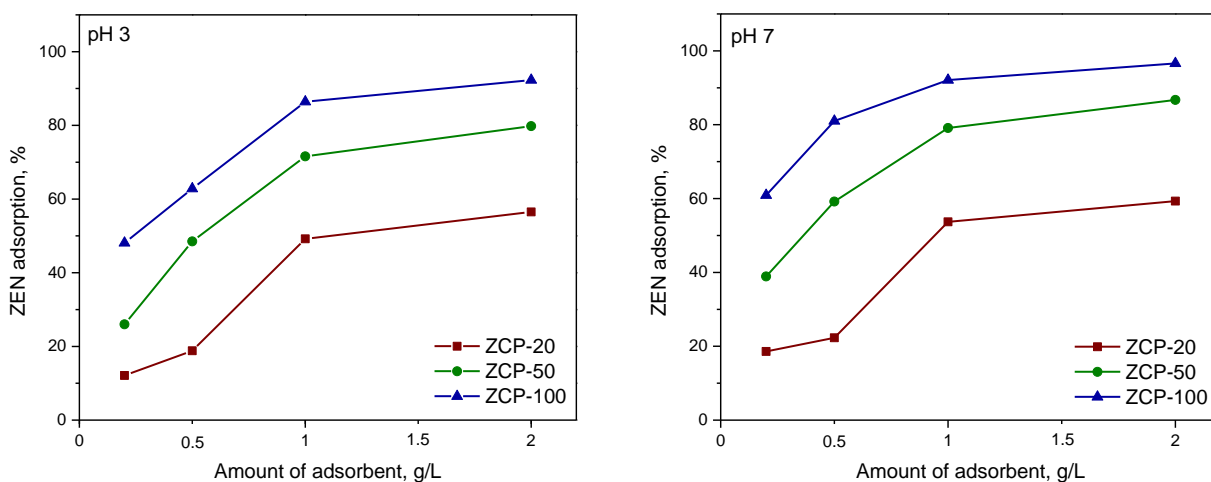 pH 3
100
80
60
40
20
0
ZEN adsorption, %
0
0.5
1
1.5
2
Amount of adsorbent, g/L
ZCP-20
ZCP-50
ZCP-100
pH 7
100
80
60
40
20
0
ZEN adsorption, %
0
0.5
1
1.5
2
Amount of adsorbent, g/L
ZCP-20
ZCP-50
ZCP-100